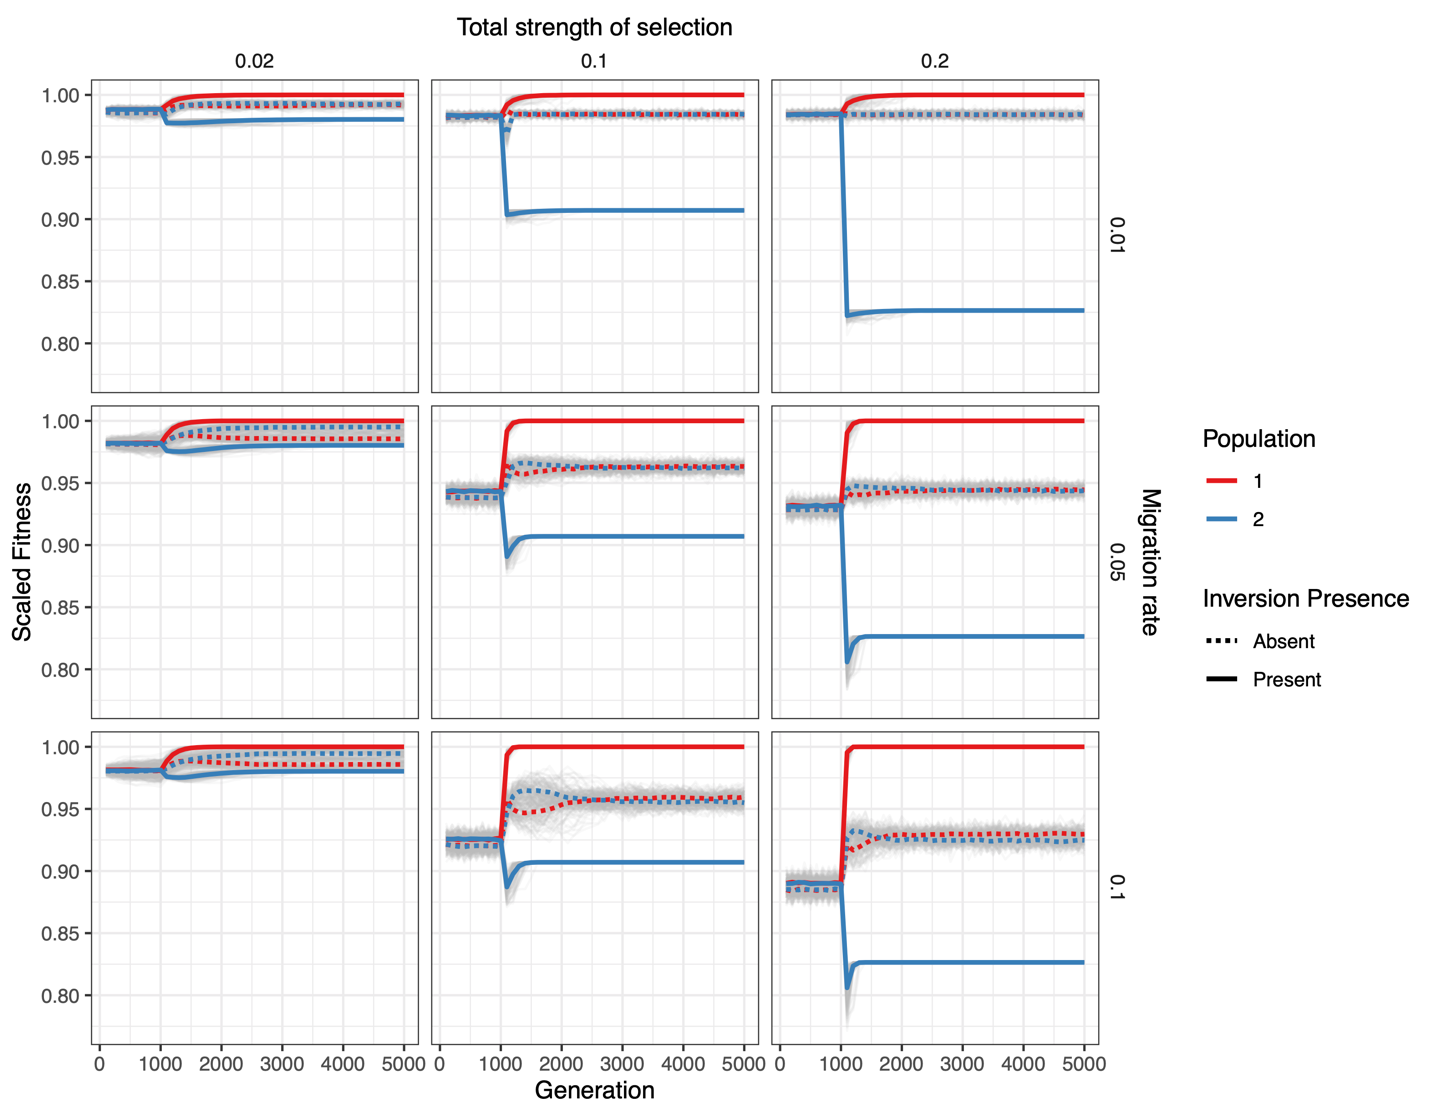 Total strength of selection
0.02 0.1 0.2
1.00
0.95
0.90
0.85
0.80
0.01
1.00
0.95
0.90
0.85
0.80
0.05
1.00
0.95
0.90
0.85
0.80
0.1
Scaled Fitness
Migration rate
0 1000 2000 3000 4000 5000 0 1000 2000 3000 4000 5000 0 1000 2000 3000 4000 5000
Generation
Population
1
2
Inversion Presence
Absent
Present